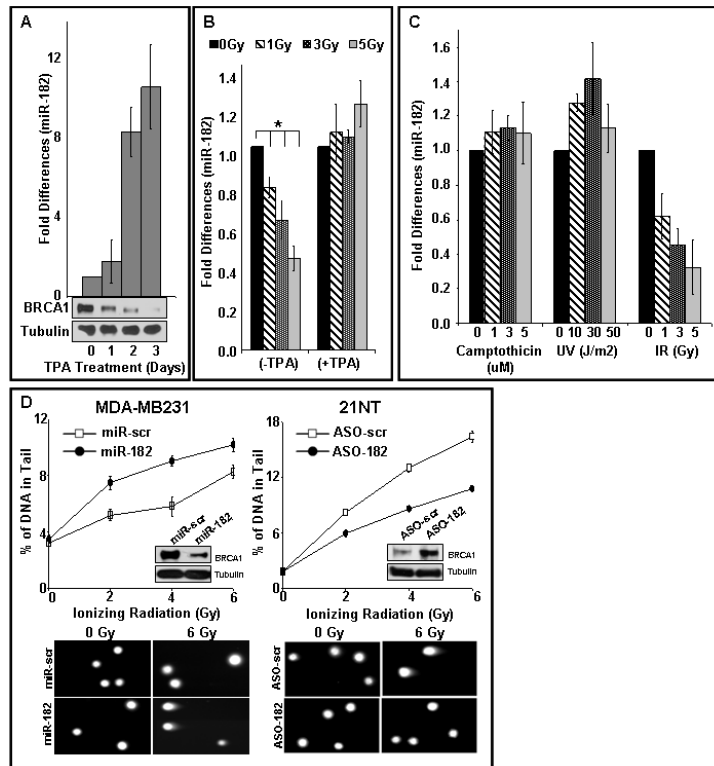 A
Fold Differences (miR-182)
12
8
4
0
BRCA1
Tubulin
0 1 2 3
TPA Treatment (Days)
B
0Gy 1Gy 3Gy 5Gy
Fold Differences (miR-182)
1.4
1.2
1.0
0.8
0.6
0.4
0.2
0.0
*
(-TPA) (+TPA)
C
Fold Differences (miR-182)
1.6
1.4
1.2
1.0
0.8
0.6
0.4
0.2
0.0
0 1 3 5 0 10 30 50 0 1 3 5
Camptothicin UV (J/m2) IR (Gy)
(uM)
D
MDA-MB231
% of DNA in Tail
12
8
4
0
miR-scr
miR-182
miR-scr
miR-182
BRCA1
Tubulin
0 2 4 6
Ionizing Radiation (Gy)
0 Gy 6 Gy
miR-scr
miR-182
21NT
% of DNA in Tail
18
12
6
0
ASO-scr
ASO-182
ASO-scr
ASO-182
BRCA1
Tubulin
0 2 4 6
Ionizing Radiation (Gy)
0 Gy 6 Gy
ASO-scr
ASO-182